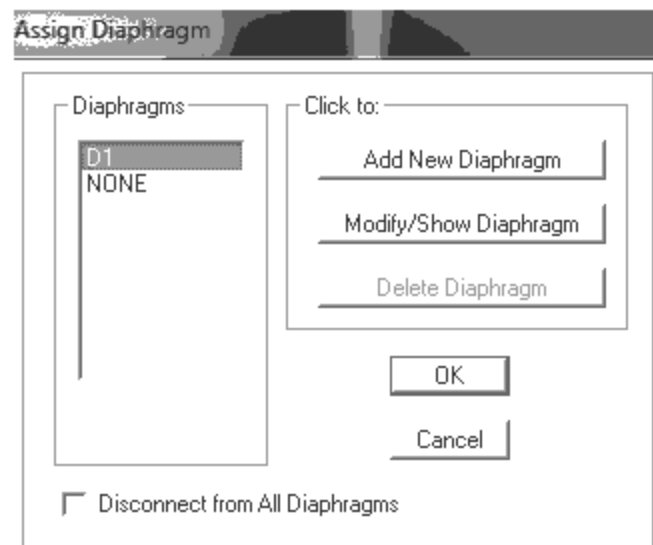 Assign Diaphragm
Diaphragms
D1
NONE
Click to:
Add New Diaphragm
Modify/Show Diaphragm
Delete Diaphragm
OK
Cancel
Disconnect from All Diaphragms